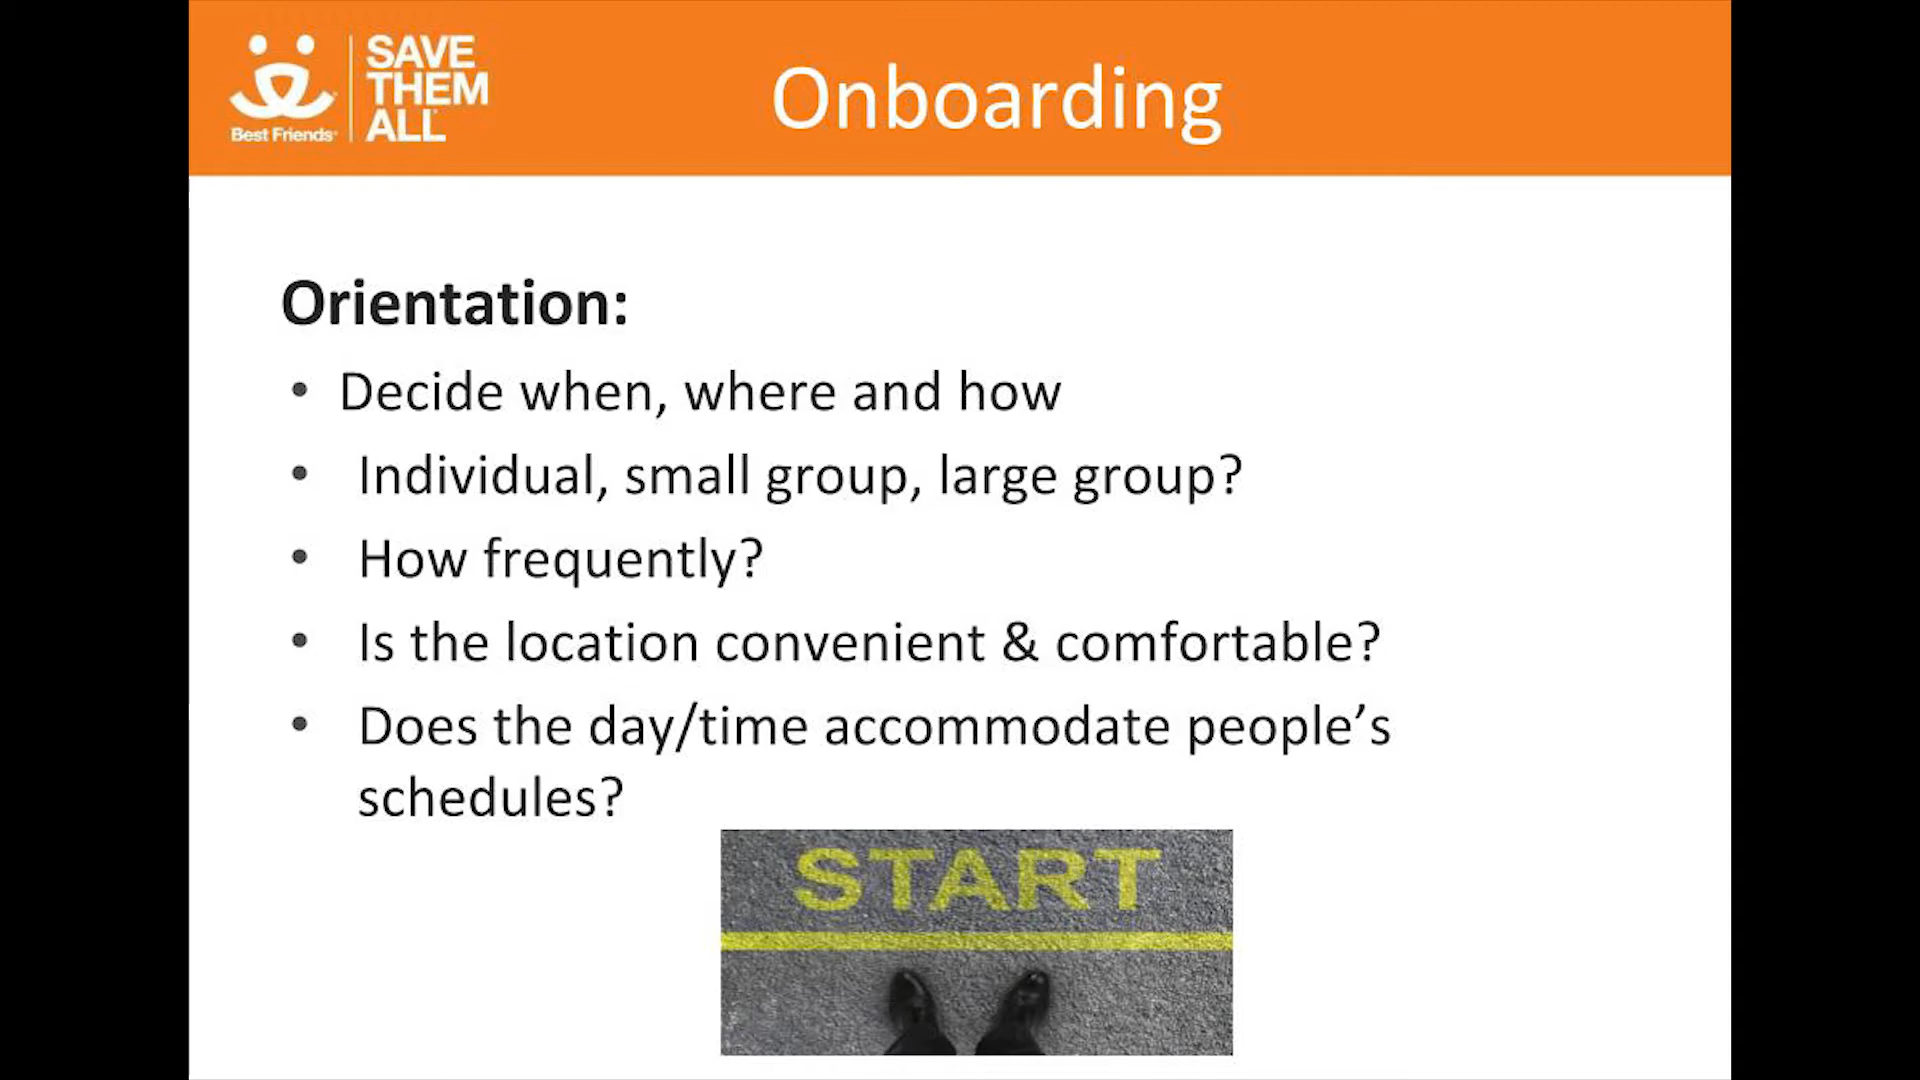 SAVE
THEM
ALL
Best Friends
Onboarding
Orientation:
• Decide when, where and how
• Individual, small group, large group?
• How frequently?
• Is the location convenient & comfortable?
• Does the day/time accommodate people’s
schedules?
START